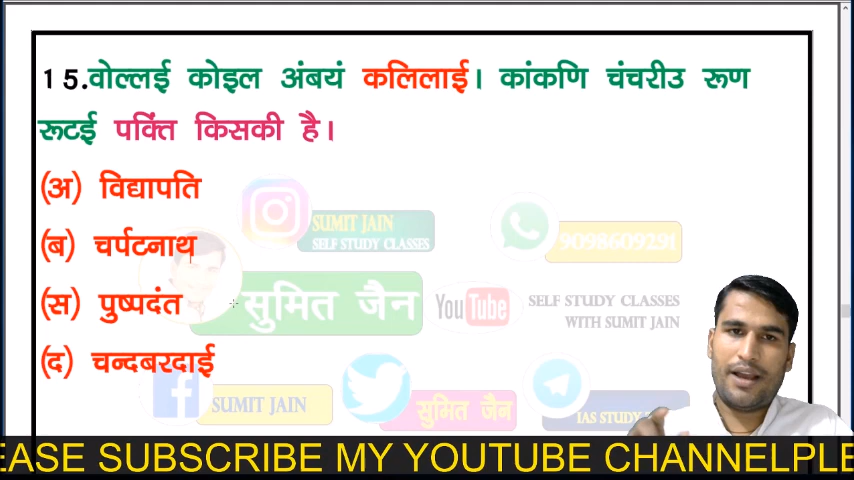 15.वोल्लई कोइल अंबयं कलिलाई। कांकणि चंचरीउ रूण
रूटई पक्तिं किसकी है।
(अ) विद्यापति
(ब) चर्पटनाथ
(स) पुष्पदंत
(द) चन्दबरदाई
SUMIT JAIN
SELF STUDY CLASSES
9098609291
सुमित जैन
YouTube
SELF STUDY CLASSES
WITH SUMIT JAIN
SUMIT JAIN
सुमित जैन
IAS STUDY
EASE SUBSCRIBE MY YOUTUBE CHANNELPLE